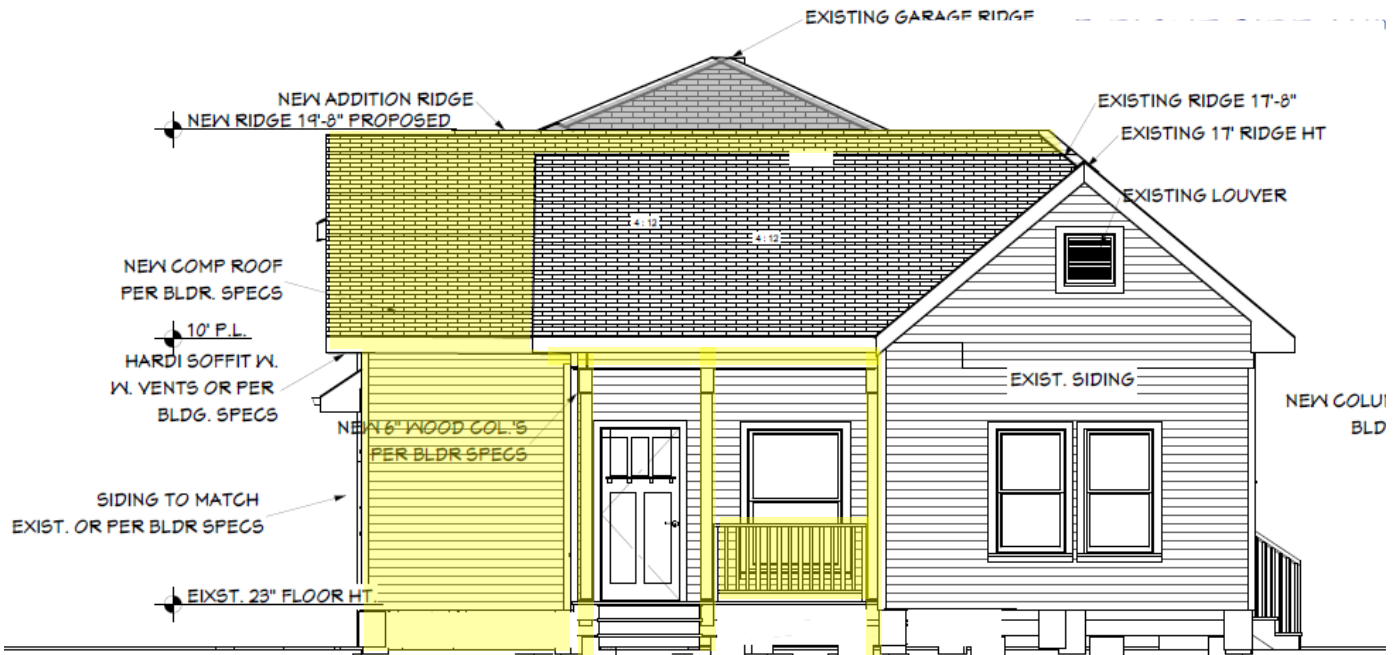 EXISTING GARAGE RIDGE
NEW ADDITION RIDGE
NEW RIDGE 19'-8" PROPOSED
EXISTING RIDGE 17'-8"
EXISTING 17' RIDGE HT
EXISTING LOUVER
4:12
4:12
NEW COMP ROOF
PER BLDR. SPECS
10' P.L.
HARDI SOFFIT W.
W. VENTS OR PER
BLDG. SPECS
EXIST. SIDING
NEW 6" WOOD COL.'S
PER BLDR SPECS
NEW COLU
BLD
SIDING TO MATCH
EXIST. OR PER BLDR SPECS
EIXST. 23" FLOOR HT.